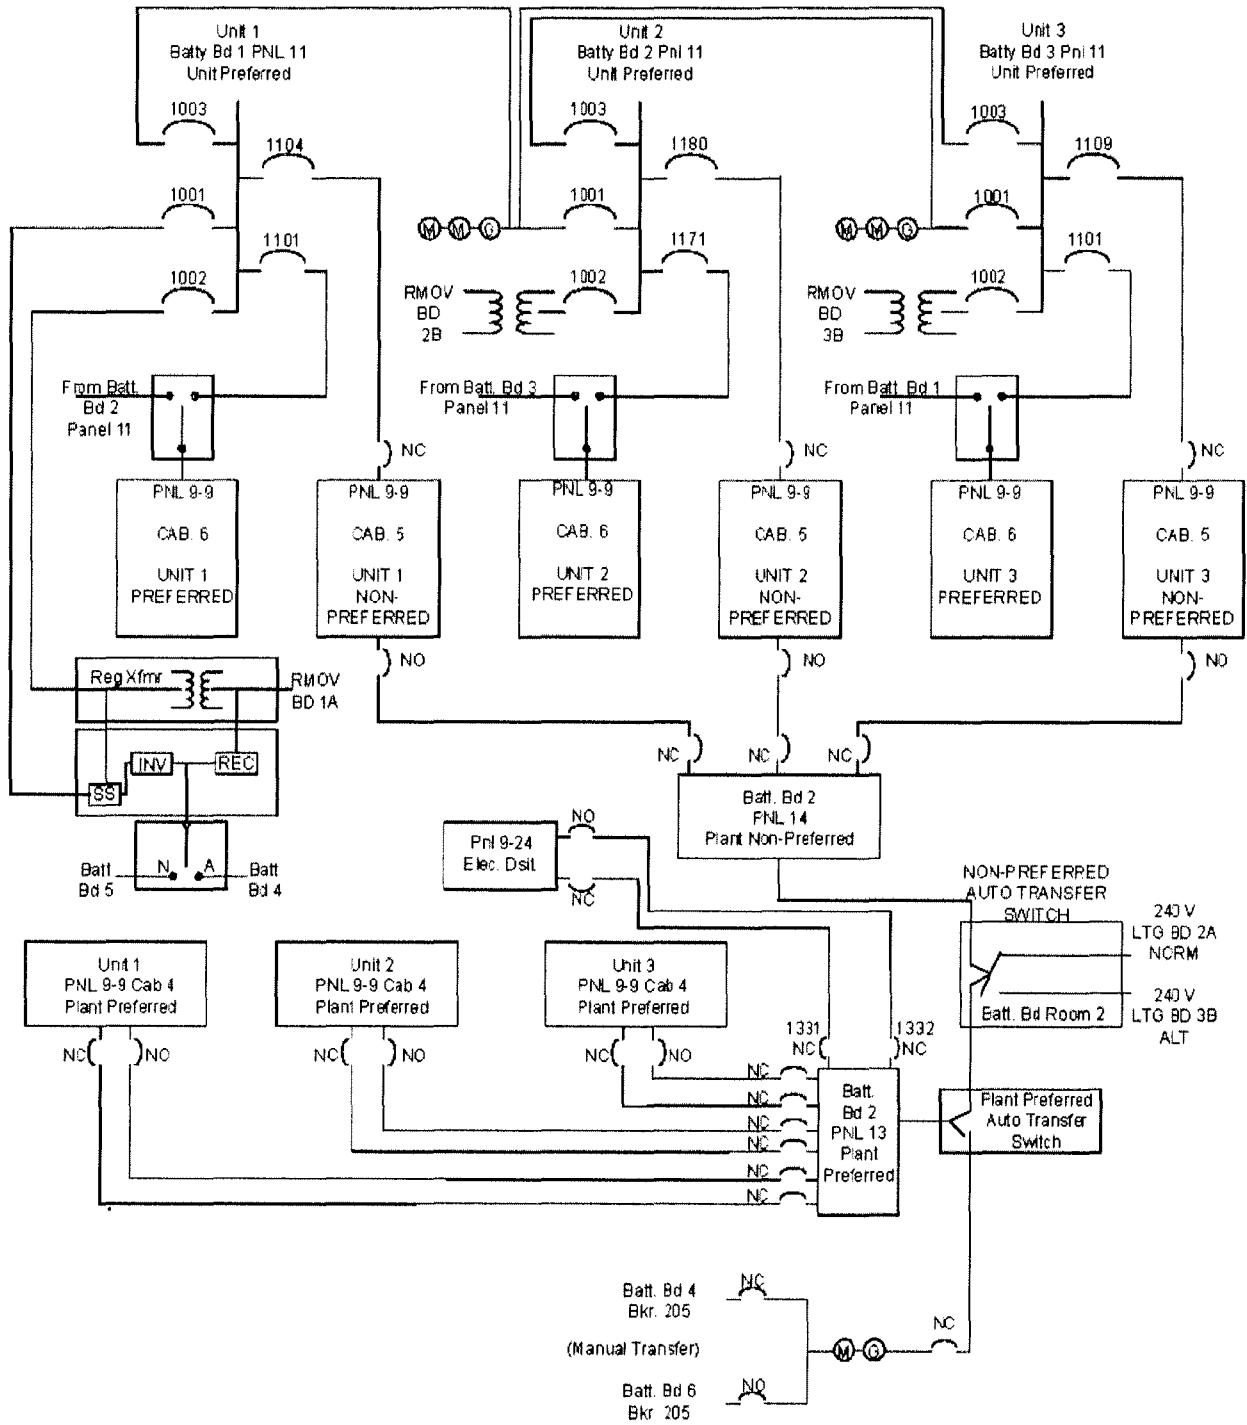 Unit 1
Batty Bd 1 PNL 11
Unit Preferred
Unit 2
Batty Bd 2 Pnl 11
Unit Preferred
Unit 3
Batty Bd 3 Pnl 11
Unit Preferred
1003
1104
1001
1101
1002
1003
1180
1001
1171
1002
1003
1109
1001
1101
1002
M M G
M M G
RMOV
BD
2B
RMOV
BD
3B
From Batt.
Bd 2
Panel 11
From Batt. Bd 3
Panel 11
From Batt. Bd 1
Panel 11
NC
NC
NC
PNL 9-9
CAB. 6
UNIT 1
PREFERRED
PNL 9-9
CAB. 5
UNIT 1
NON-
PREFERRED
PNL 9-9
CAB. 6
UNIT 2
PREFERRED
PNL 9-9
CAB. 5
UNIT 2
NON-
PREFERRED
PNL 9-9
CAB. 6
UNIT 3
PREFERRED
PNL 9-9
CAB. 5
UNIT 3
NON-
PREFERRED
NO
NO
NO
Reg Xfmr
RMOV
BD 1A
INV
REC
SS
N
A
Batt
Bd 5
Batt
Bd 4
NC
NC
NC
Batt. Bd 2
PNL 14
Plant Non-Preferred
Pnl 9-24
Elec. Dsit.
NO
NC
NON-PREFERRED
AUTO TRANSFER
SWITCH
240 V
LTG BD 2A
NORM
240 V
LTG BD 3B
ALT
Batt. Bd Room 2
Unit 1
PNL 9-9 Cab 4
Plant Preferred
Unit 2
PNL 9-9 Cab 4
Plant Preferred
Unit 3
PNL 9-9 Cab 4
Plant Preferred
NC
NO
NC
NO
NC
NO
1331
NC
1332
NC
NC
NC
NC
NC
NC
NC
Batt.
Bd 2
PNL 13
Plant
Preferred
Plant Preferred
Auto Transfer
Switch
Batt. Bd 4
Bkr. 205
NC
(Manual Transfer)
M G
NC
Batt. Bd 6
Bkr 205
NO